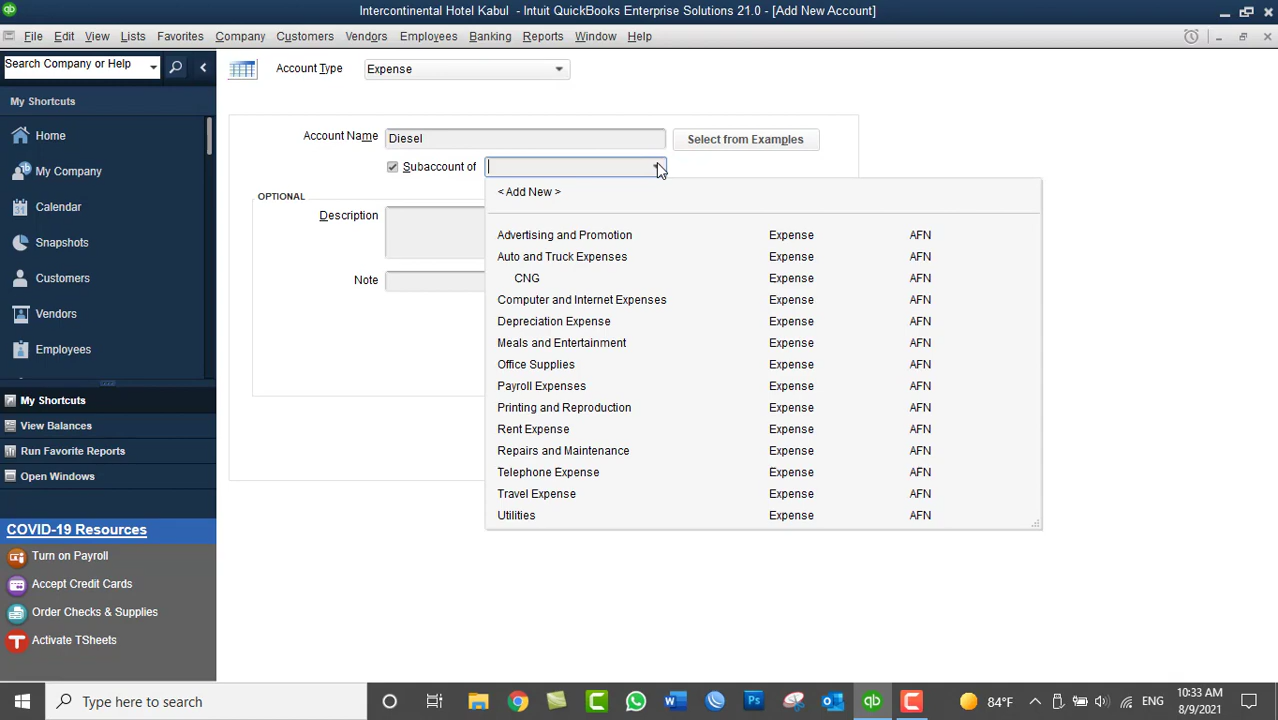 Intercontinental Hotel Kabul - Intuit QuickBooks Enterprise Solutions 21.0 - [Add New Account]
File Edit View Lists Favorites Company Customers Vendors Employees Banking Reports Window Help
Search Company or Help
Account Type Expense
My Shortcuts
Home
My Company
Calendar
Snapshots
Customers
Vendors
Employees
My Shortcuts
View Balances
Run Favorite Reports
Open Windows
COVID-19 Resources
Turn on Payroll
Accept Credit Cards
Order Checks & Supplies
Activate TSheets
Account Name Diesel Select from Examples
Subaccount of
OPTIONAL
Description
Note
< Add New >
Advertising and Promotion Expense AFN
Auto and Truck Expenses Expense AFN
CNG Expense AFN
Computer and Internet Expenses Expense AFN
Depreciation Expense Expense AFN
Meals and Entertainment Expense AFN
Office Supplies Expense AFN
Payroll Expenses Expense AFN
Printing and Reproduction Expense AFN
Rent Expense Expense AFN
Repairs and Maintenance Expense AFN
Telephone Expense Expense AFN
Travel Expense Expense AFN
Utilities Expense AFN
Type here to search
84°F
ENG
10:33 AM
8/9/2021